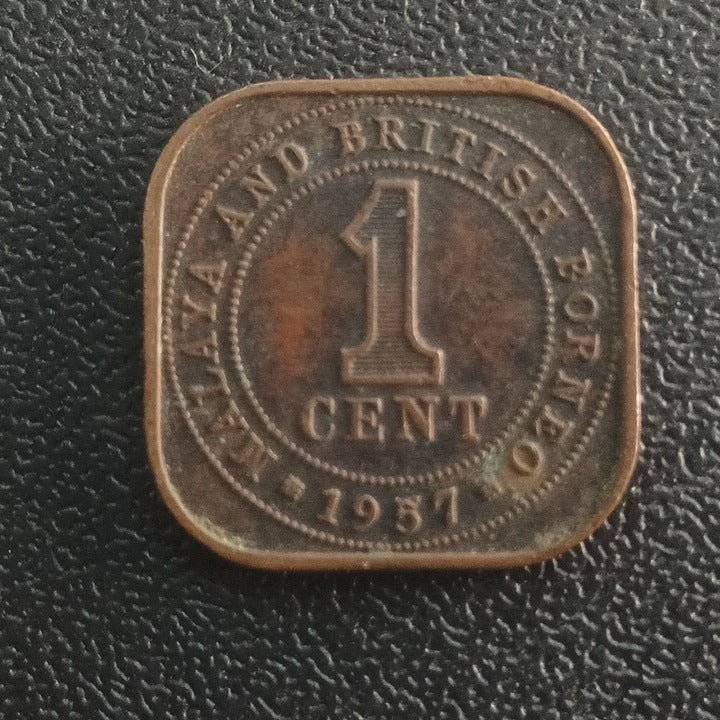 MALAYA AND BRITISH BORNEO
1
CENT
1957